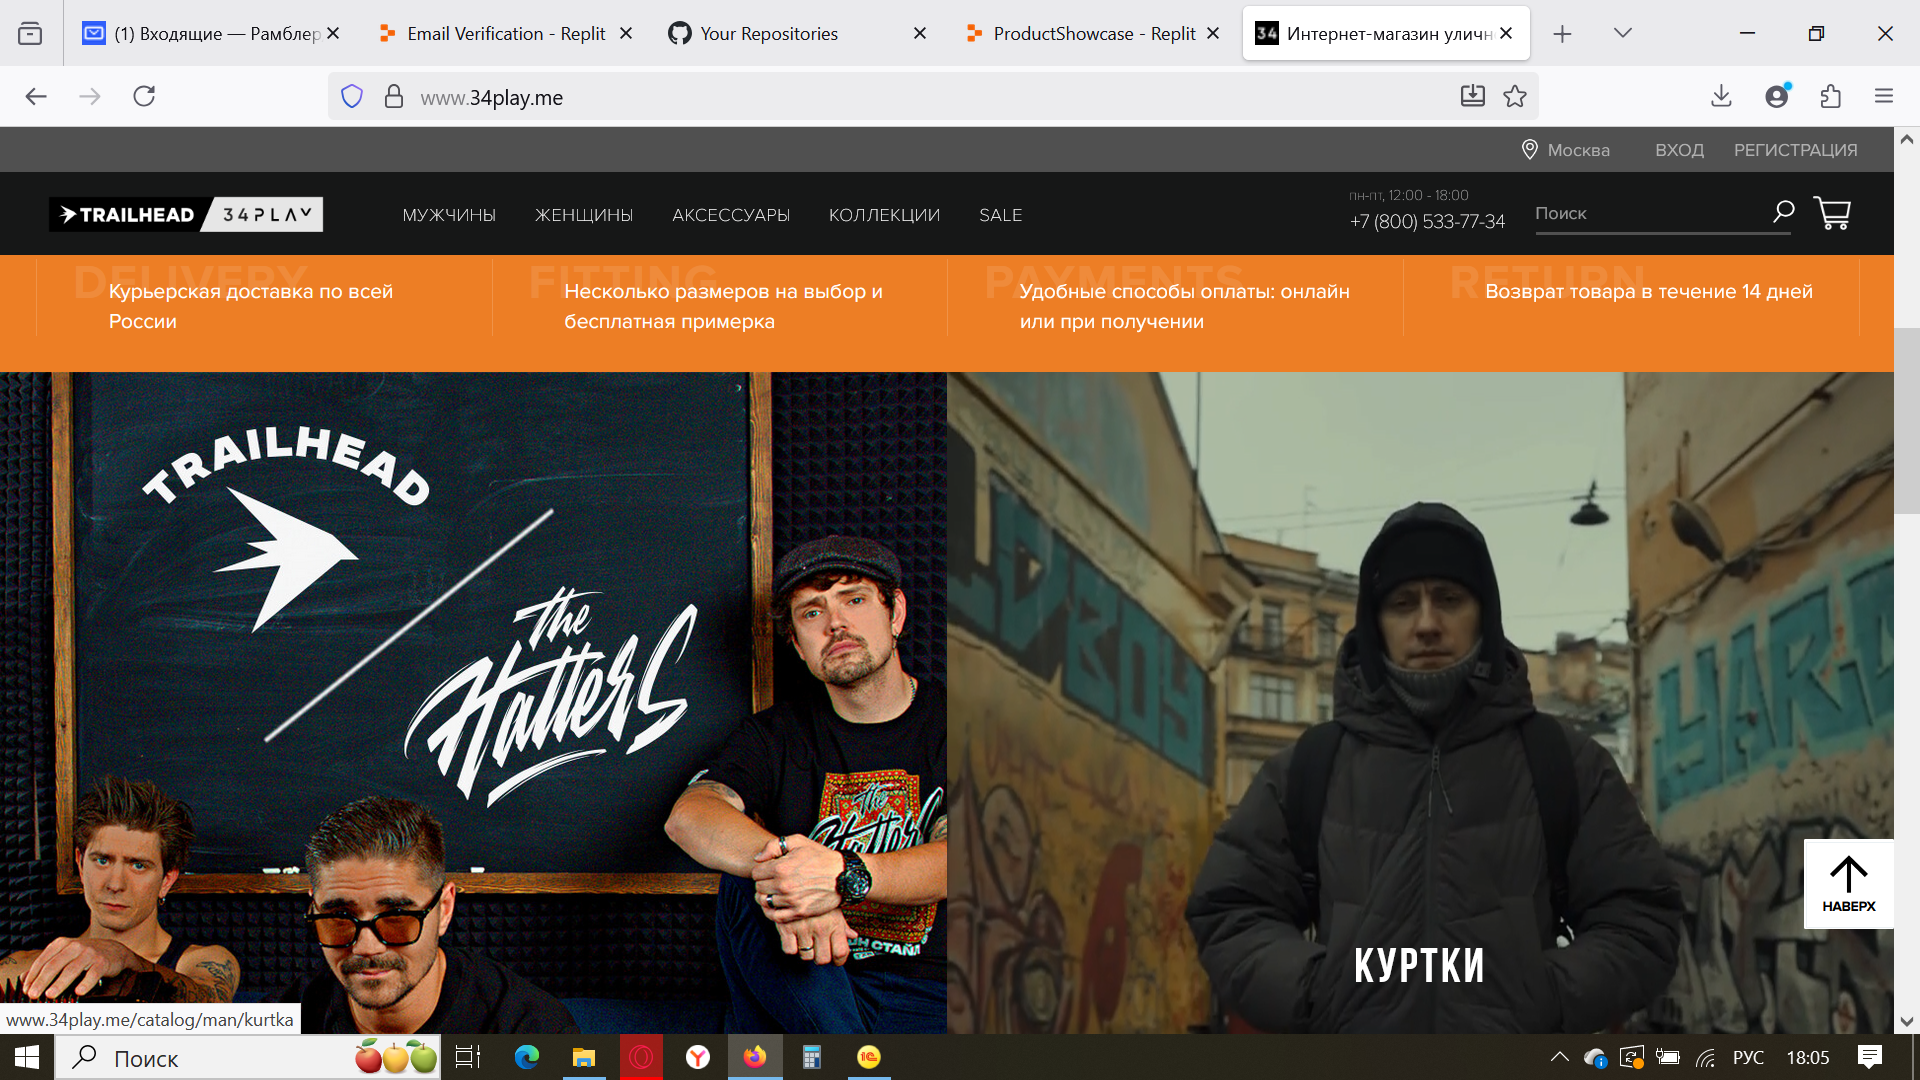 (1) Входящие — Рамблер
Email Verification - Replit
Your Repositories
ProductShowcase - Replit
34
Интернет-магазин улично
www.34play.me
Москва
ВХОД
РЕГИСТРАЦИЯ
TRAILHEAD 34PLAY
МУЖЧИНЫ
ЖЕНЩИНЫ
АКСЕССУАРЫ
КОЛЛЕКЦИИ
SALE
пн-пт, 12:00 - 18:00
+7 (800) 533-77-34
Поиск
DELIVERY
Курьерская доставка по всей
России
FITTING
Несколько размеров на выбор и
бесплатная примерка
PAYMENTS
Удобные способы оплаты: онлайн
или при получении
RETURN
Возврат товара в течение 14 дней
TRAILHEAD
the
Hatters
the
Hatters
КУРТКИ
НАВЕРХ
www.34play.me/catalog/man/kurtka
Поиск
РУС
18:05